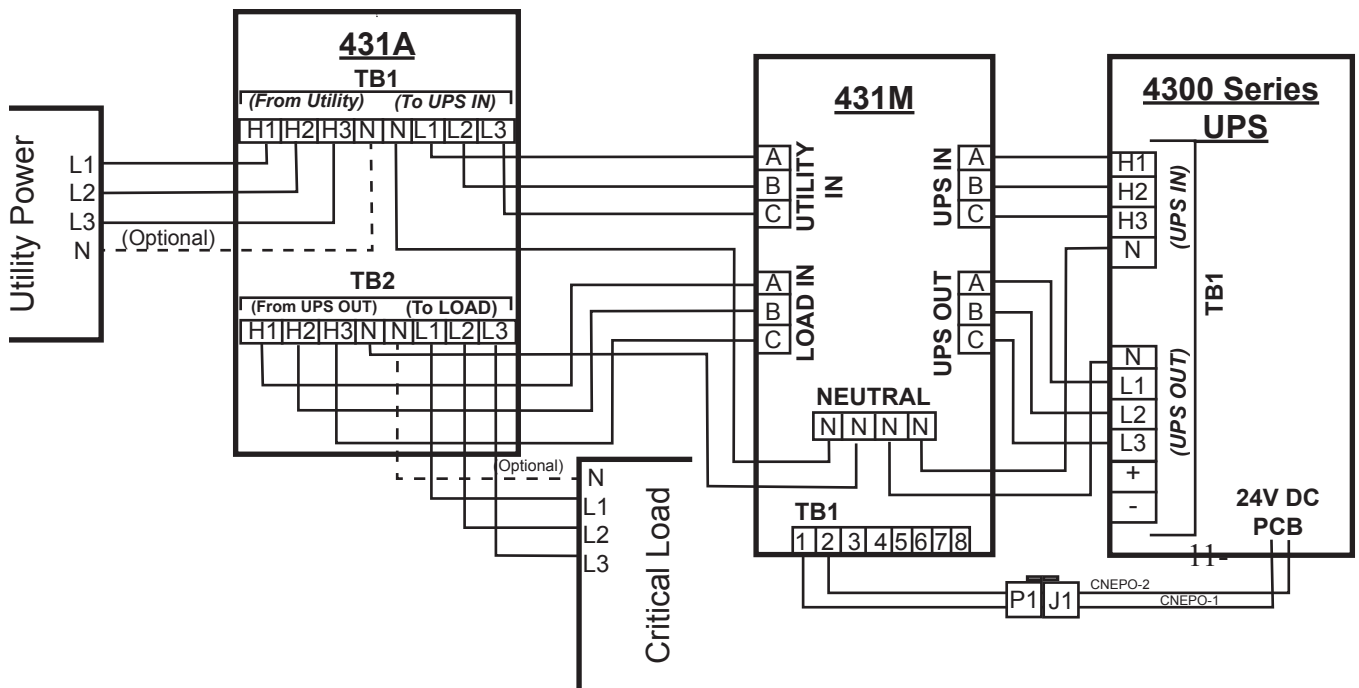 Utility Power
L1
L2
L3
N
(Optional)
431A
TB1
(From Utility) (To UPS IN)
H1 H2 H3 N N L1 L2 L3
TB2
(From UPS OUT) (To LOAD)
H1 H2 H3 N N L1 L2 L3
(Optional)
N
L1
L2
L3
Critical Load
431M
A
B
C
UTILITY
IN
UPS IN
A
B
C
A
B
C
LOAD IN
UPS OUT
A
B
C
NEUTRAL
N N N N
TB1
1 2 3 4 5 6 7 8
4300 Series
UPS
H1
H2
H3
N
(UPS IN)
TB1
N
L1
L2
L3
+
-
(UPS OUT)
24V DC
PCB
11-
P1 J1
CNEPO-2
CNEPO-1